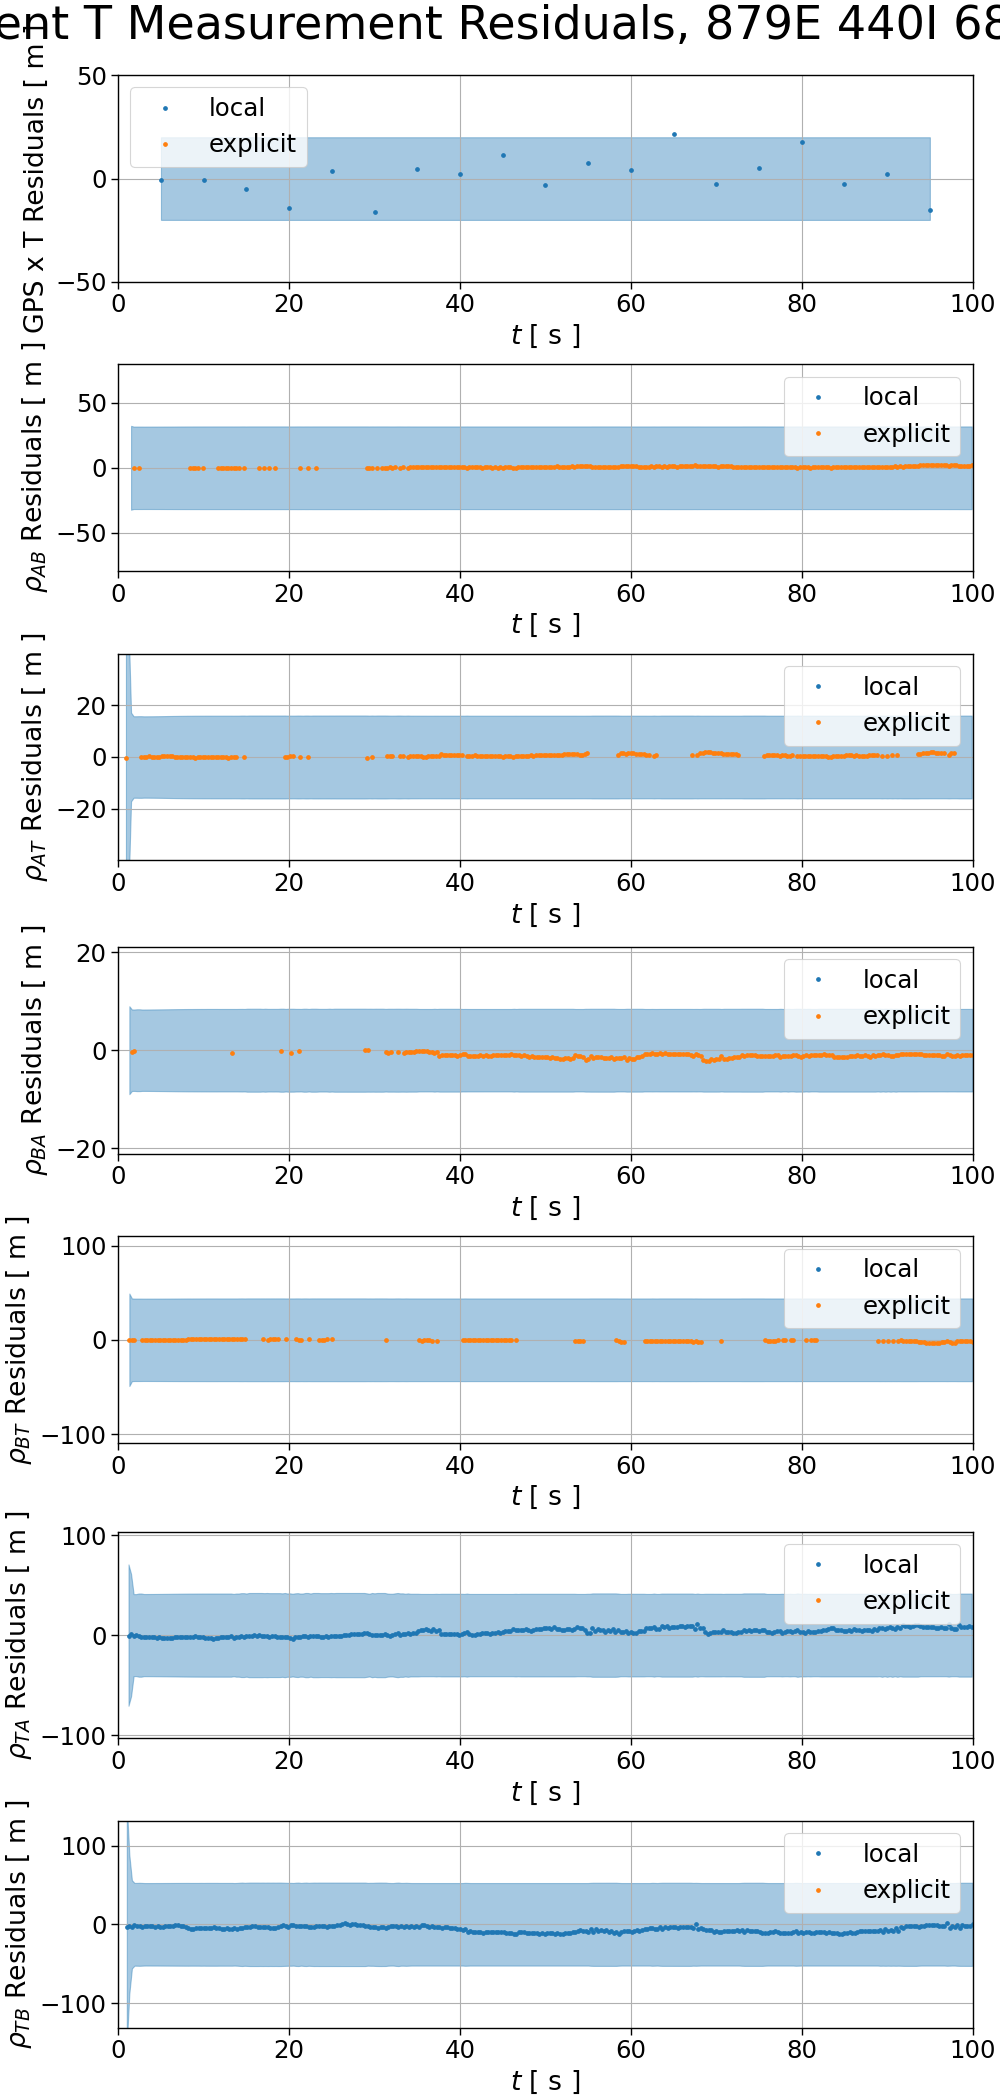 ent T Measurement Residuals, 879E 440I 68
GPS x T Residuals [ m ]
50
0
−50
local
explicit
0 20 40 60 80 100
t [ s ]
ρAB Residuals [ m ]
50
0
−50
local
explicit
0 20 40 60 80 100
t [ s ]
ρAT Residuals [ m ]
20
0
−20
local
explicit
0 20 40 60 80 100
t [ s ]
ρBA Residuals [ m ]
20
0
−20
local
explicit
0 20 40 60 80 100
t [ s ]
ρBT Residuals [ m ]
100
0
−100
local
explicit
0 20 40 60 80 100
t [ s ]
ρTA Residuals [ m ]
100
0
−100
local
explicit
0 20 40 60 80 100
t [ s ]
ρTB Residuals [ m ]
100
0
−100
local
explicit
0 20 40 60 80 100
t [ s ]